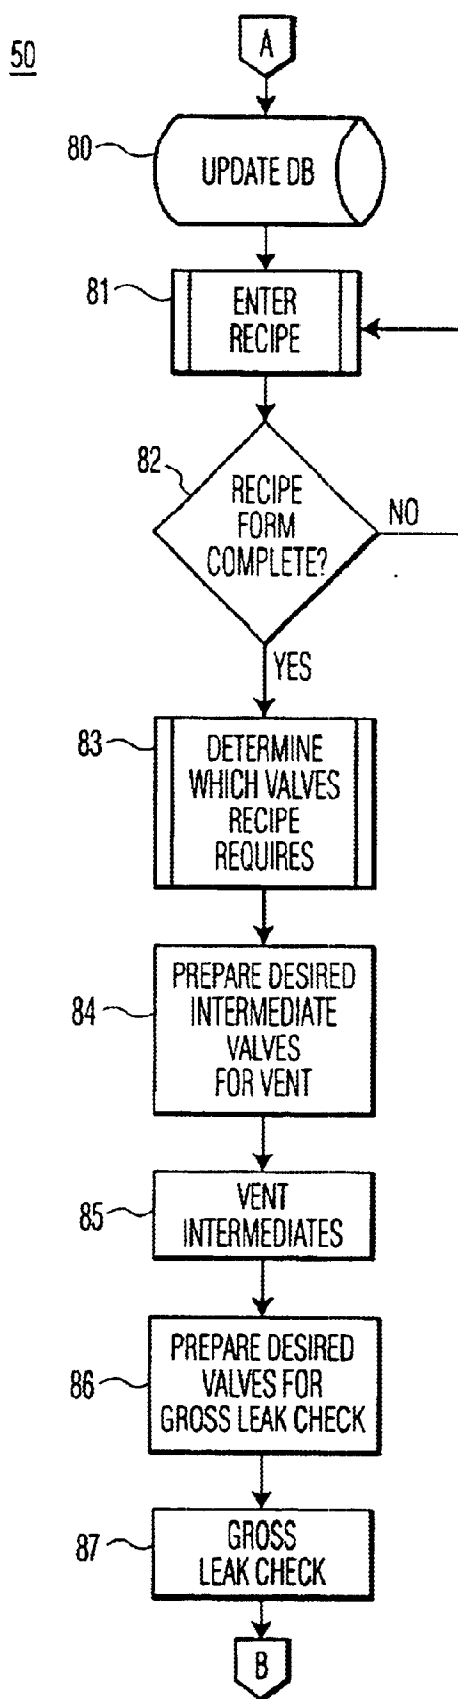 50
A
80
UPDATE DB
81
ENTER
RECIPE
82
RECIPE
FORM
COMPLETE?
NO
YES
83
DETERMINE
WHICH VALVES
RECIPE
REQUIRES
84
PREPARE DESIRED
INTERMEDIATE
VALVES
FOR VENT
85
VENT
INTERMEDIATES
86
PREPARE DESIRED
VALVES FOR
GROSS LEAK CHECK
87
GROSS
LEAK CHECK
B